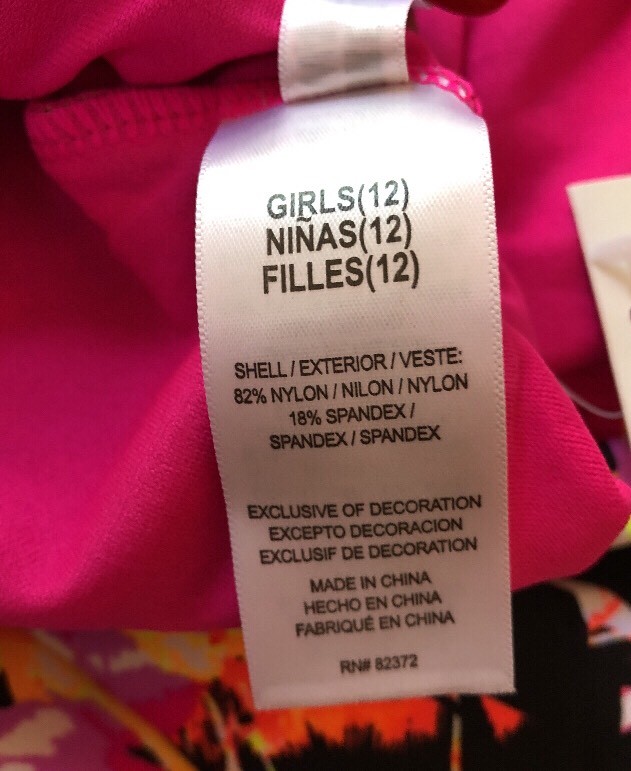 GIRLS(12)
NIÑAS(12)
FILLES(12)
SHELL / EXTERIOR / VESTE:
82% NYLON / NILON / NYLON
18% SPANDEX /
SPANDEX / SPANDEX
EXCLUSIVE OF DECORATION
EXCEPTO DECORACION
EXCLUSIF DE DECORATION
MADE IN CHINA
HECHO EN CHINA
FABRIQUÉ EN CHINA
RN# 82372